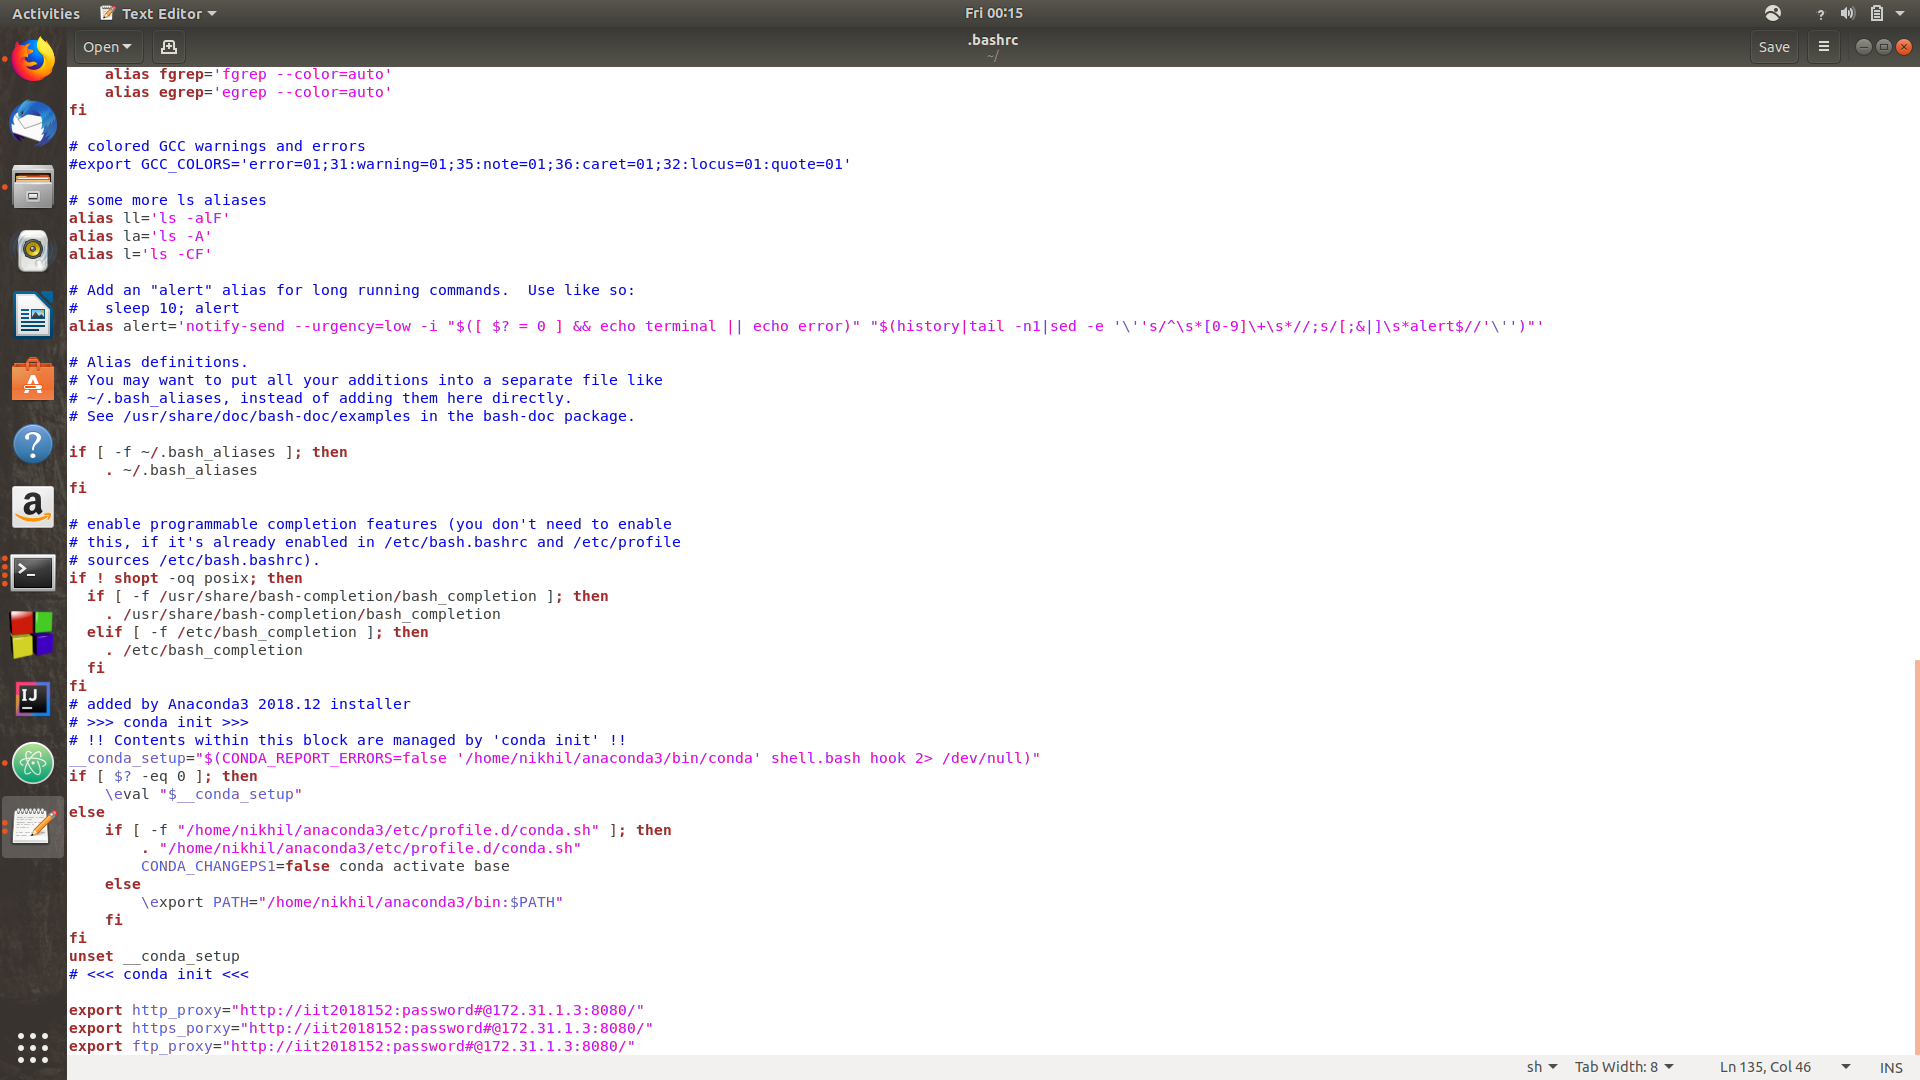 Activities
Text Editor
Fri 00:15
?
Open
.bashrc
~/
Save
    alias fgrep='fgrep --color=auto'
    alias egrep='egrep --color=auto'
fi
# colored GCC warnings and errors
#export GCC_COLORS='error=01;31:warning=01;35:note=01;36:caret=01;32:locus=01:quote=01'
# some more ls aliases
alias ll='ls -alF'
alias la='ls -A'
alias l='ls -CF'
# Add an "alert" alias for long running commands.  Use like so:
#   sleep 10; alert
alias alert='notify-send --urgency=low -i "$([ $? = 0 ] && echo terminal || echo error)" "$(history|tail -n1|sed -e '\''s/^\s*[0-9]\+\s*//;s/[;&|]\s*alert$//'\'')"'
# Alias definitions.
# You may want to put all your additions into a separate file like
# ~/.bash_aliases, instead of adding them here directly.
# See /usr/share/doc/bash-doc/examples in the bash-doc package.
if [ -f ~/.bash_aliases ]; then
    . ~/.bash_aliases
fi
# enable programmable completion features (you don't need to enable
# this, if it's already enabled in /etc/bash.bashrc and /etc/profile
# sources /etc/bash.bashrc).
if ! shopt -oq posix; then
  if [ -f /usr/share/bash-completion/bash_completion ]; then
    . /usr/share/bash-completion/bash_completion
  elif [ -f /etc/bash_completion ]; then
    . /etc/bash_completion
  fi
fi
# added by Anaconda3 2018.12 installer
# >>> conda init >>>
# !! Contents within this block are managed by 'conda init' !!
__conda_setup="$(CONDA_REPORT_ERRORS=false '/home/nikhil/anaconda3/bin/conda' shell.bash hook 2> /dev/null)"
if [ $? -eq 0 ]; then
    \eval "$__conda_setup"
else
    if [ -f "/home/nikhil/anaconda3/etc/profile.d/conda.sh" ]; then
        . "/home/nikhil/anaconda3/etc/profile.d/conda.sh"
        CONDA_CHANGEPS1=false conda activate base
    else
        \export PATH="/home/nikhil/anaconda3/bin:$PATH"
    fi
fi
unset __conda_setup
# <<< conda init <<<
export http_proxy="http://iit2018152:password#@172.31.1.3:8080/"
export https_porxy="http://iit2018152:password#@172.31.1.3:8080/"
export ftp_proxy="http://iit2018152:password#@172.31.1.3:8080/"
sh
Tab Width: 8
Ln 135, Col 46
INS
A
?
a
>_
IJ